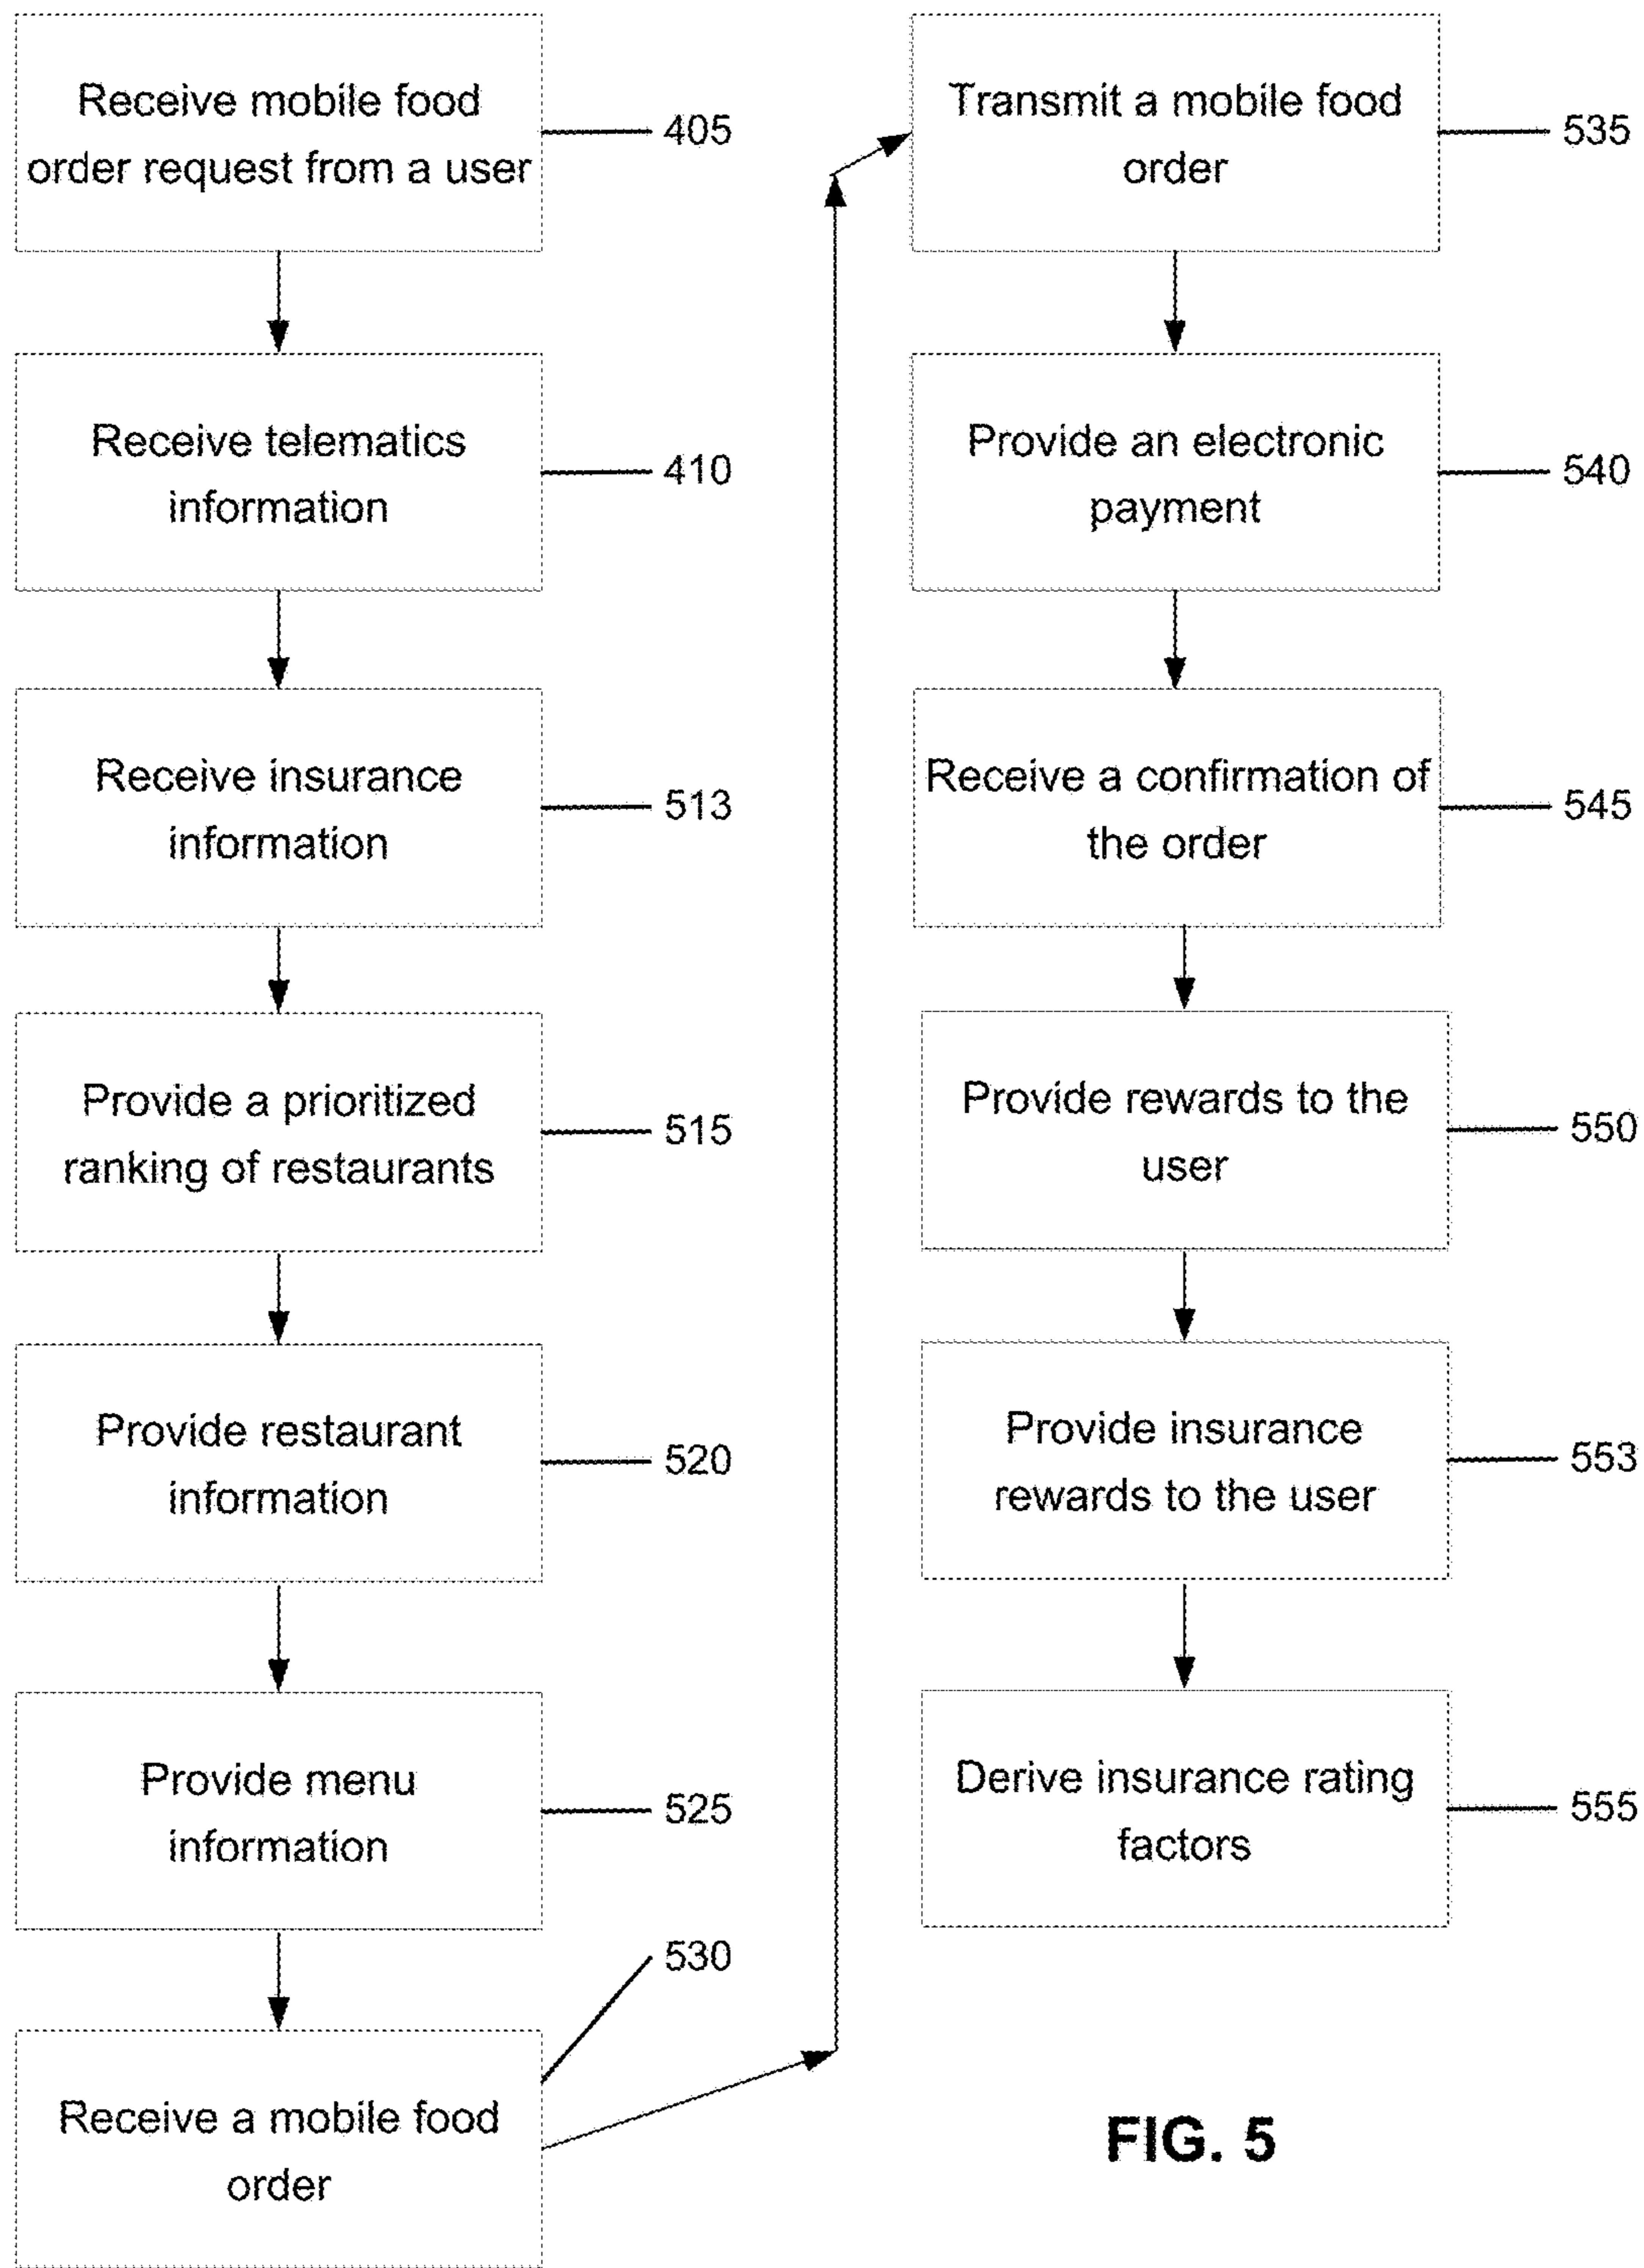 Receive mobile food
order request from a user
405
Receive telematics
information
410
Receive insurance
information
513
Provide a prioritized
ranking of restaurants
515
Provide restaurant
information
520
Provide menu
information
525
530
Receive a mobile food
order
Transmit a mobile food
order
535
Provide an electronic
payment
540
Receive a confirmation of
the order
545
Provide rewards to the
user
550
Provide insurance
rewards to the user
553
Derive insurance rating
factors
555
FIG. 5